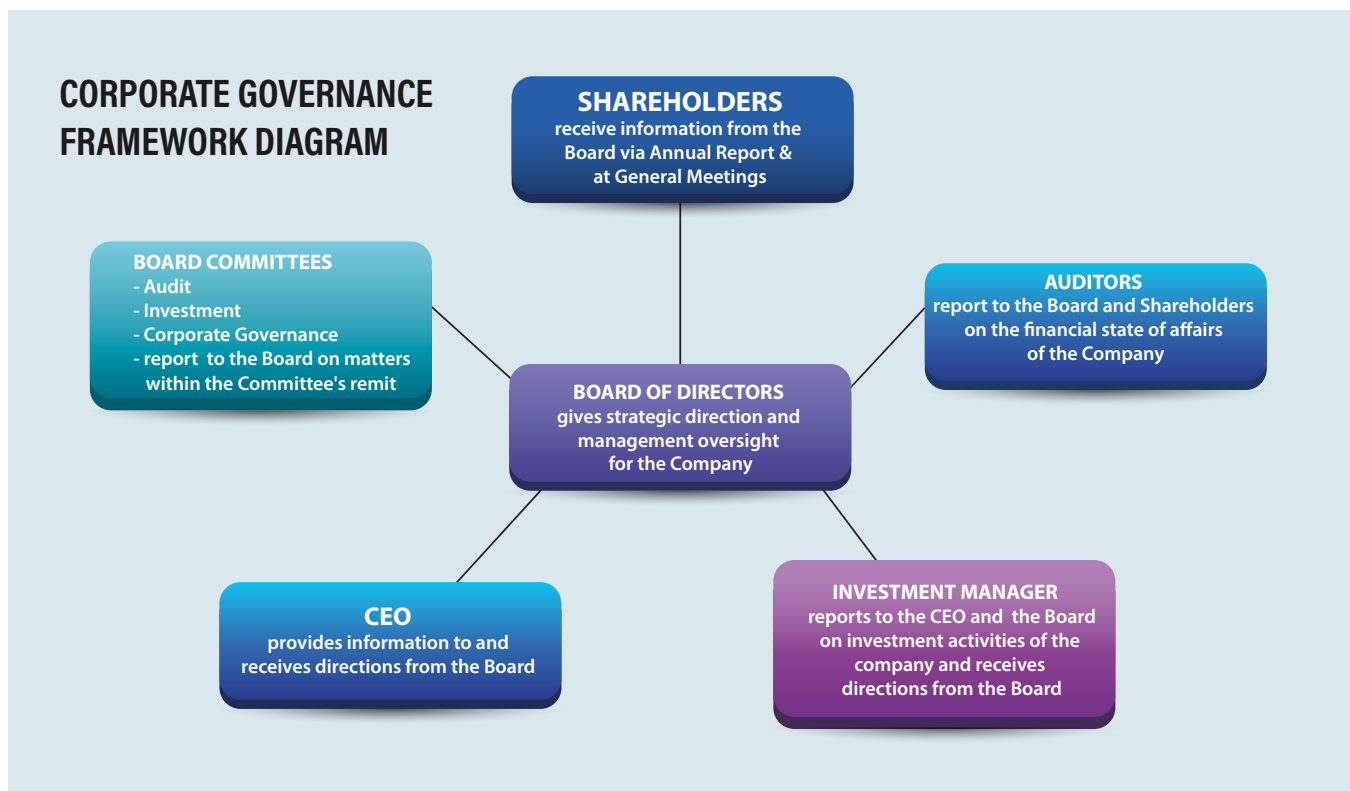 CORPORATE GOVERNANCE
FRAMEWORK DIAGRAM
SHAREHOLDERS
receive information from the
Board via Annual Report &
at General Meetings
BOARD COMMITTEES
- Audit
- Investment
- Corporate Governance
- report to the Board on matters
within the Committee's remit
AUDITORS
report to the Board and Shareholders
on the financial state of affairs
of the Company
BOARD OF DIRECTORS
gives strategic direction and
management oversight
for the Company
CEO
provides information to and
receives directions from the Board
INVESTMENT MANAGER
reports to the CEO and the Board
on investment activities of the
company and receives
directions from the Board